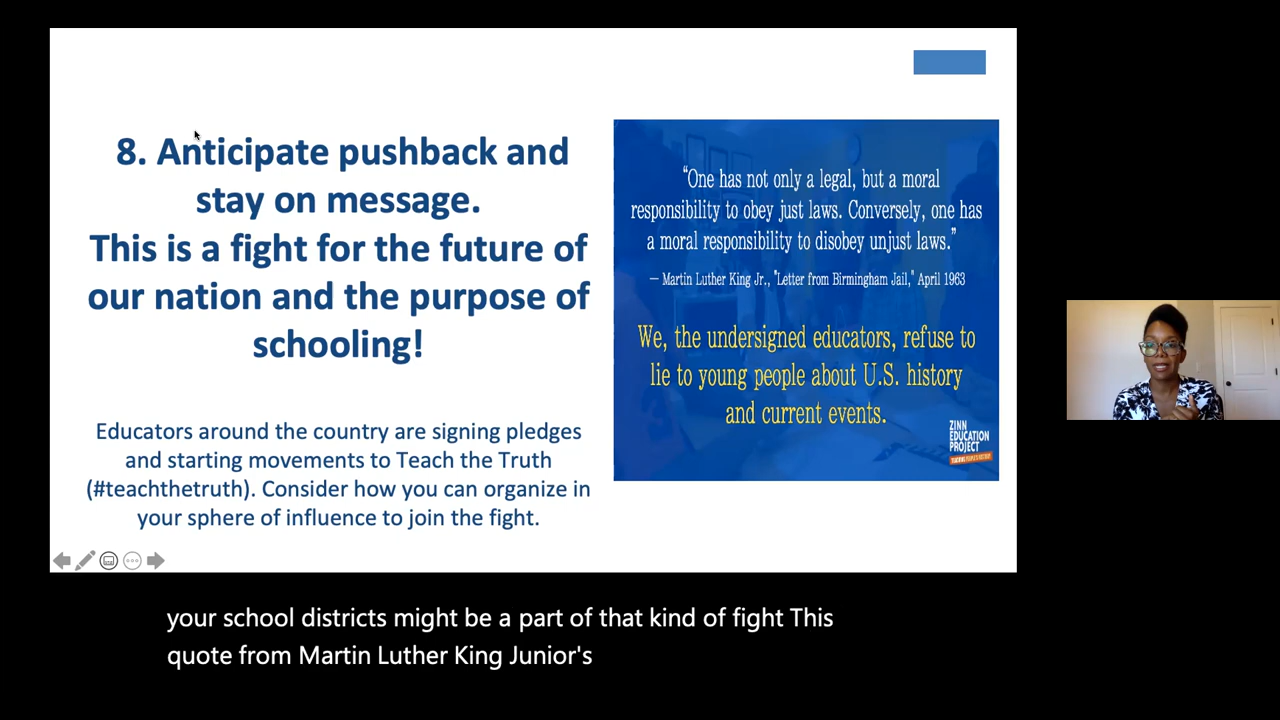 8. Anticipate pushback and
stay on message.
This is a fight for the future of
our nation and the purpose of
schooling!
Educators around the country are signing pledges
and starting movements to Teach the Truth
(#teachthetruth). Consider how you can organize in
your sphere of influence to join the fight.
“One has not only a legal, but a moral
responsibility to obey just laws. Conversely, one has
a moral responsibility to disobey unjust laws.”
— Martin Luther King Jr., "Letter from Birmingham Jail," April 1963
We, the undersigned educators, refuse to
lie to young people about U.S. history
and current events.
ZINN
EDUCATION
PROJECT
your school districts might be a part of that kind of fight This
quote from Martin Luther King Junior's